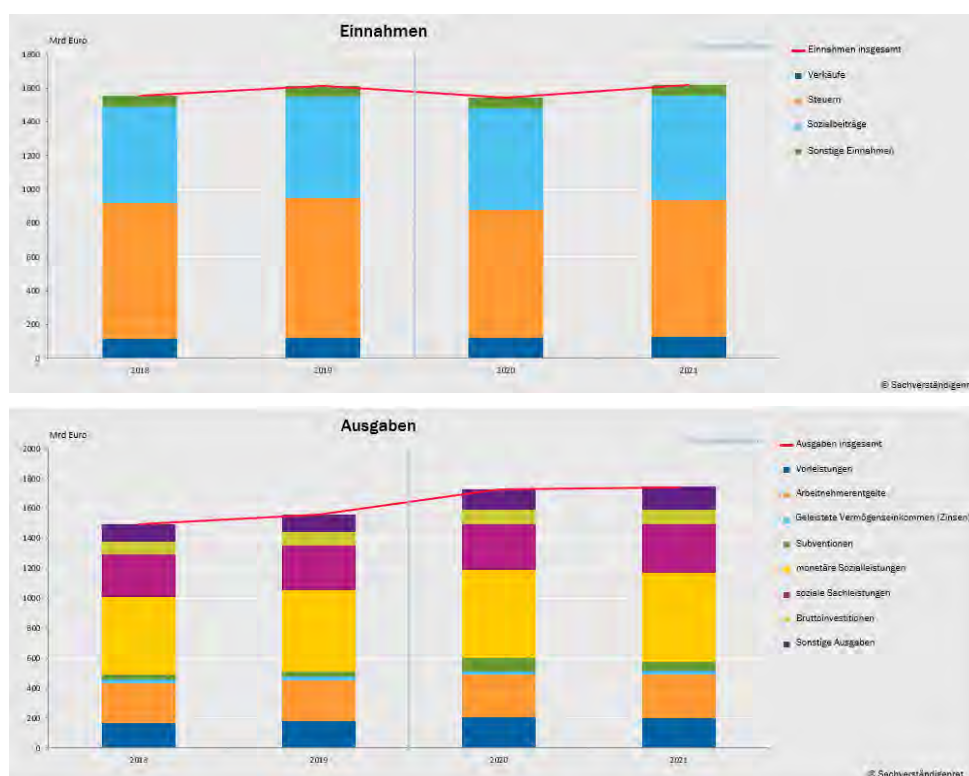 Einnahmen
Mrd Euro
1800
1600
1400
1200
1000
800
600
400
200
0
2018
2019
2020
2021
Einnahmen insgesamt
Verkäufe
Steuern
Sozialbeiträge
Sonstige Einnahmen
© Sachverständigenr
Ausgaben
Mrd Euro
2000
1800
1600
1400
1200
1000
800
600
400
200
0
2018
2019
2020
2021
Ausgaben insgesamt
Vorleistungen
Arbeitnehmerentgelte
Geleistete Vermögenseinkommen (Zinsen)
Subventionen
monetäre Sozialleistungen
soziale Sachleistungen
Bruttoinvestitionen
Sonstige Ausgaben
© Sachverständigenrat